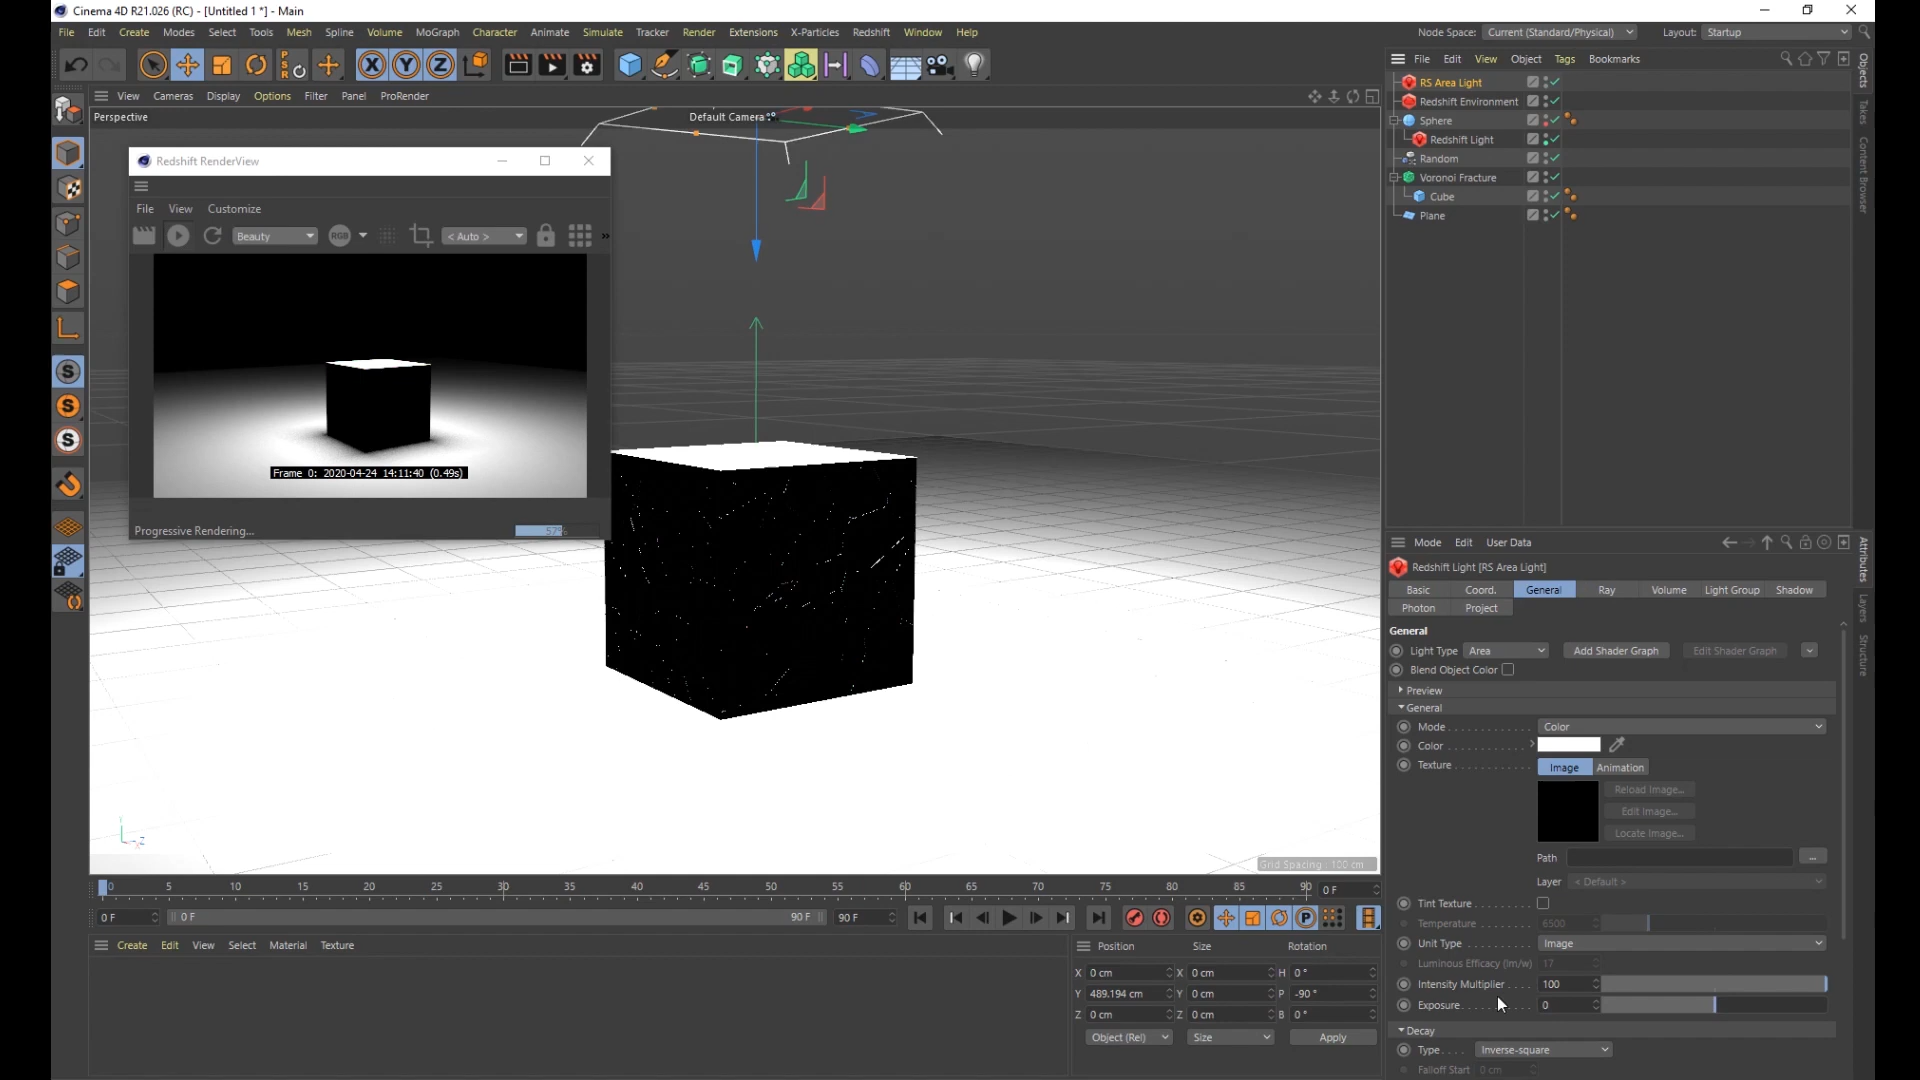 Cinema 4D R21.026 (RC) - [Untitled 1 *] - Main
File Edit Create Modes Select Tools Mesh Spline Volume MoGraph Character Animate Simulate Tracker Render Extensions X-Particles Redshift Window Help
Node Space: Current (Standard/Physical) Layout: Startup
P S R
X Y Z
File Edit View Object Tags Bookmarks
View Cameras Display Options Filter Panel ProRender
Perspective
Default Camera
RS Area Light
Redshift Environment
Sphere
Redshift Light
Random
Voronoi Fracture
Cube
Plane
Objects
Takes
Content Browser
Redshift RenderView
File View Customize
Beauty RGB < Auto > »
Frame 0: 2020-04-24 14:11:40 (0.49s)
Progressive Rendering... 57%
S
S
S
Mode Edit User Data
Redshift Light [RS Area Light]
Basic Coord. General Ray Volume Light Group Shadow
Photon Project
Attributes
Layers
Structure
General
Light Type Area Add Shader Graph Edit Shader Graph
Blend Object Color
Preview
General
Mode Color
Color
Texture Image Animation
Reload Image...
Edit Image...
Locate Image...
Path ...
Layer < Default >
Tint Texture
Temperature 6500
Unit Type Image
Luminous Efficacy (lm/w) 17
Intensity Multiplier 100
Exposure 0
Decay
Type Inverse-square
Falloff Start 0 cm
Y
Z
X
Grid Spacing : 100 cm
0 5 10 15 20 25 30 35 40 45 50 55 60 65 70 75 80 85 90 0 F
0 F 0 F 90 F 90 F P
Create Edit View Select Material Texture
Position Size Rotation
X 0 cm X 0 cm H 0 °
Y 489.194 cm Y 0 cm P -90 °
Z 0 cm Z 0 cm B 0 °
Object (Rel) Size Apply